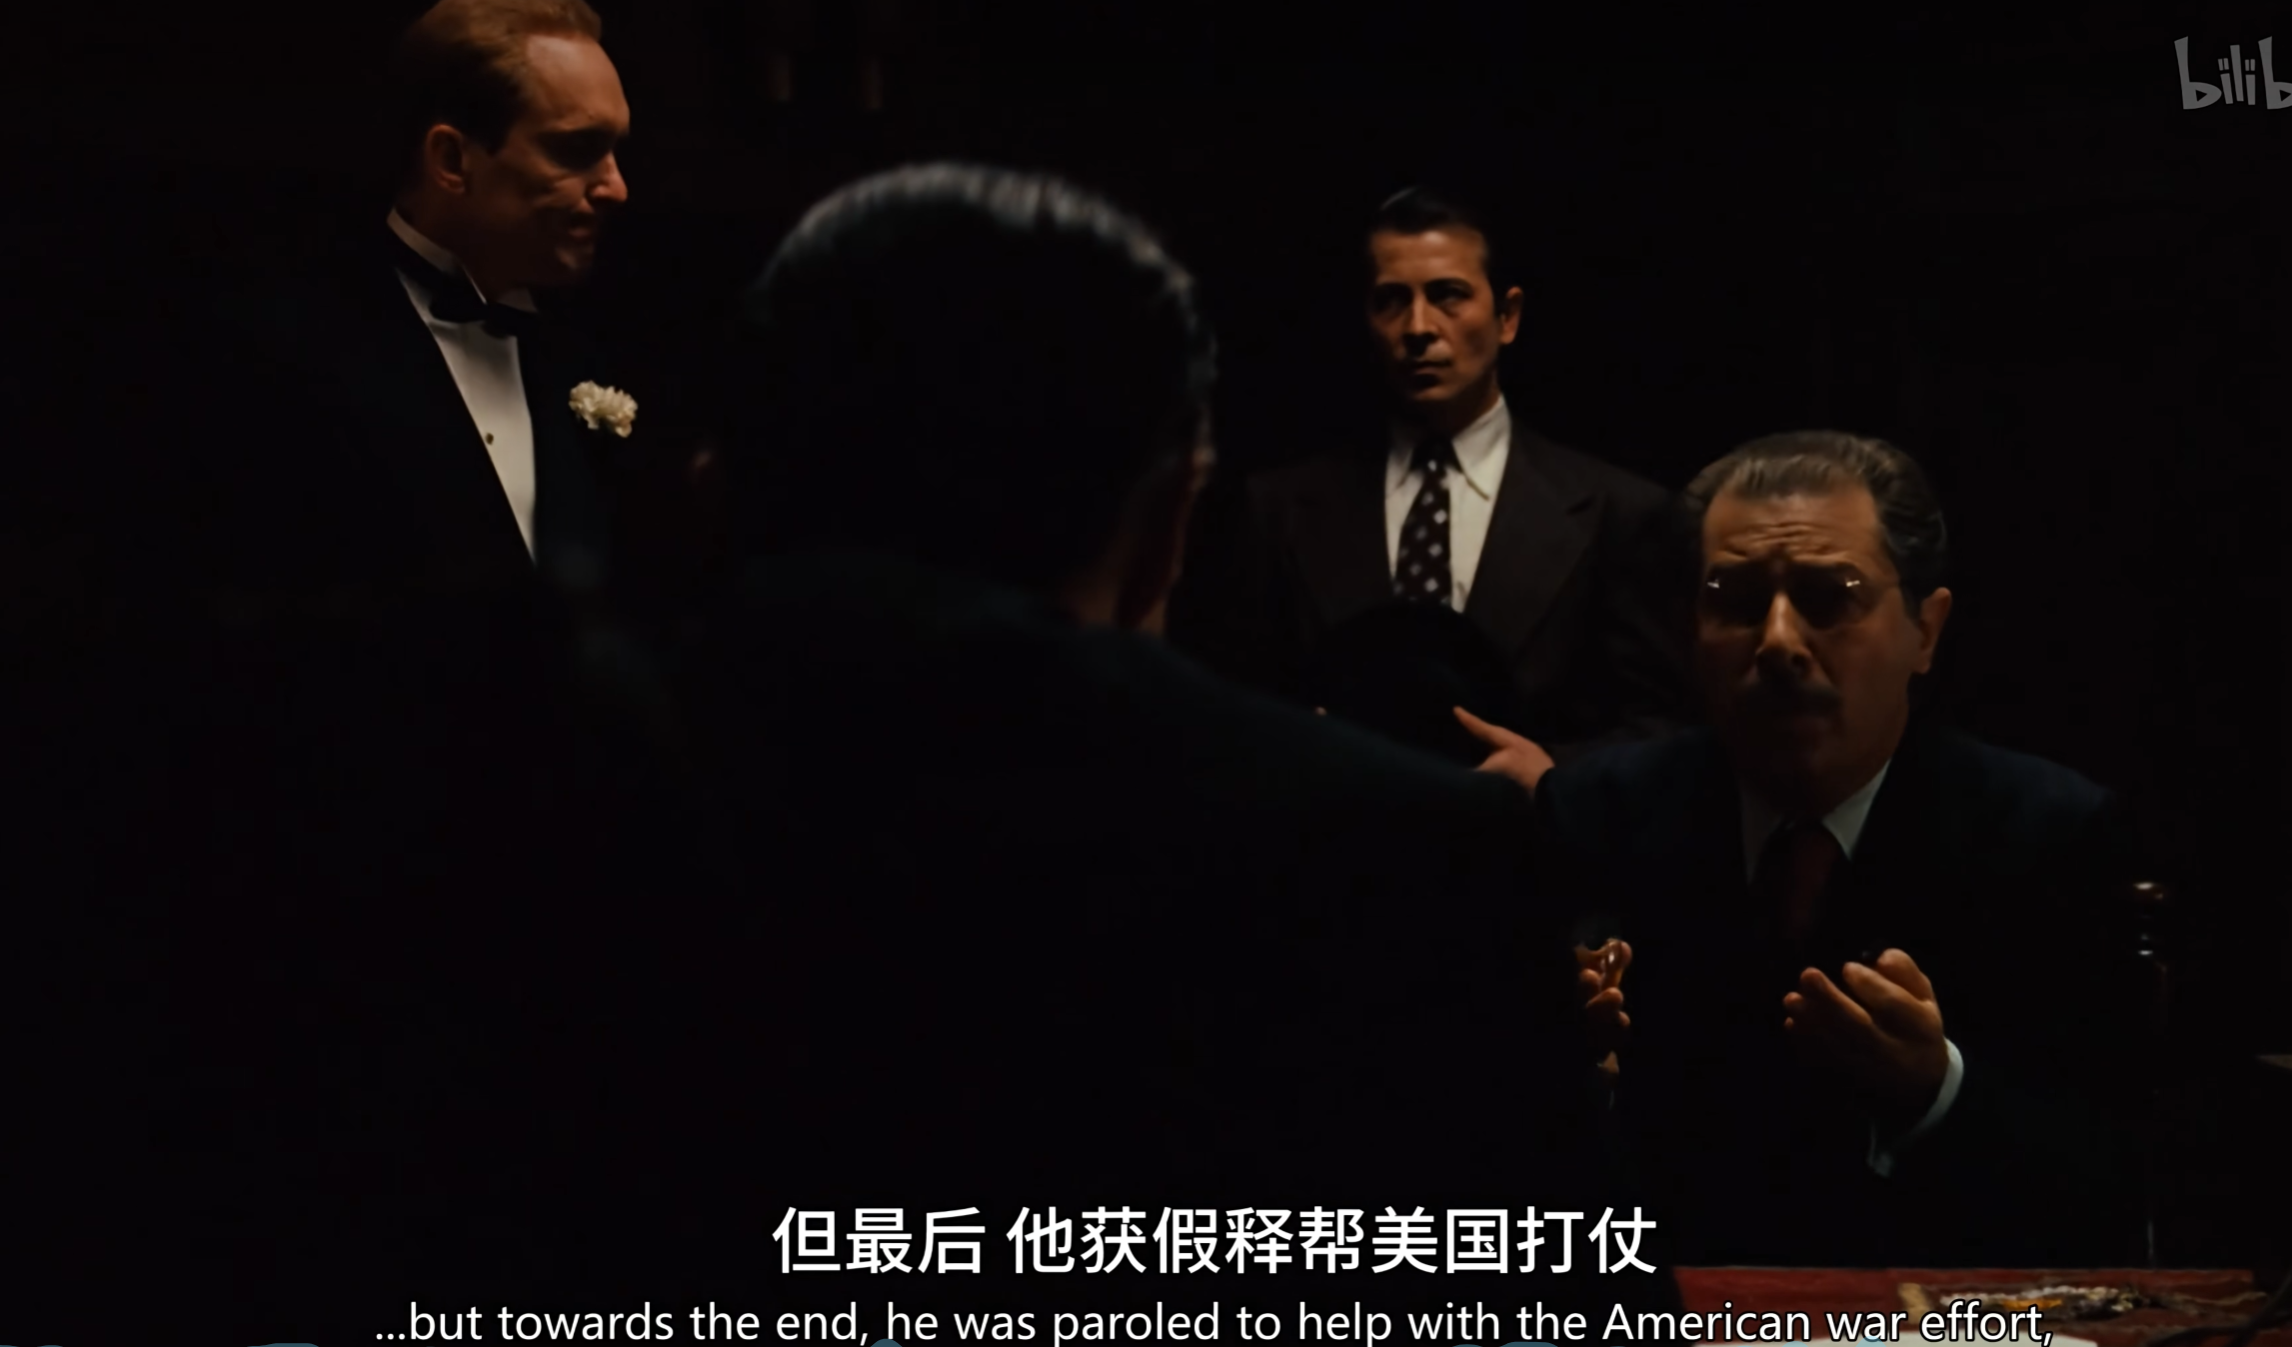 bilib
但最后 他获假释帮美国打仗
...but towards the end, he was paroled to help with the American war effort,